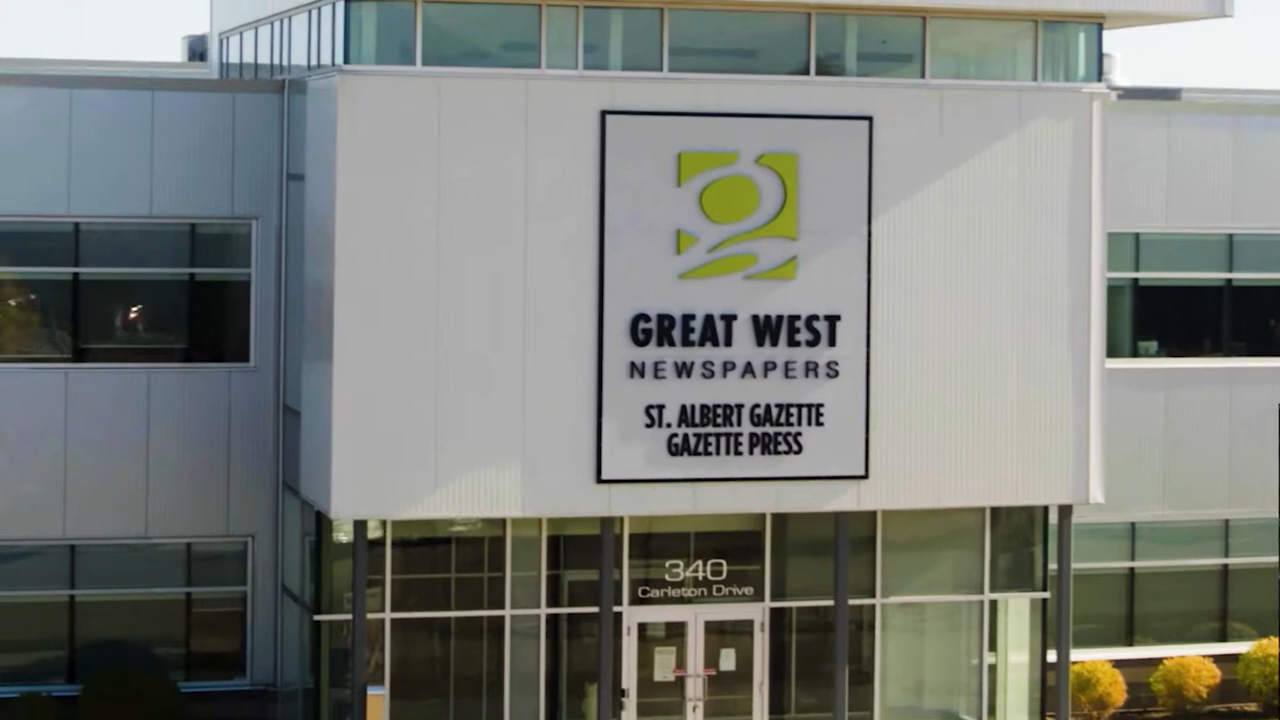 GREAT WEST
NEWSPAPERS
ST. ALBERT GAZETTE
GAZETTE PRESS
340
Carleton Drive